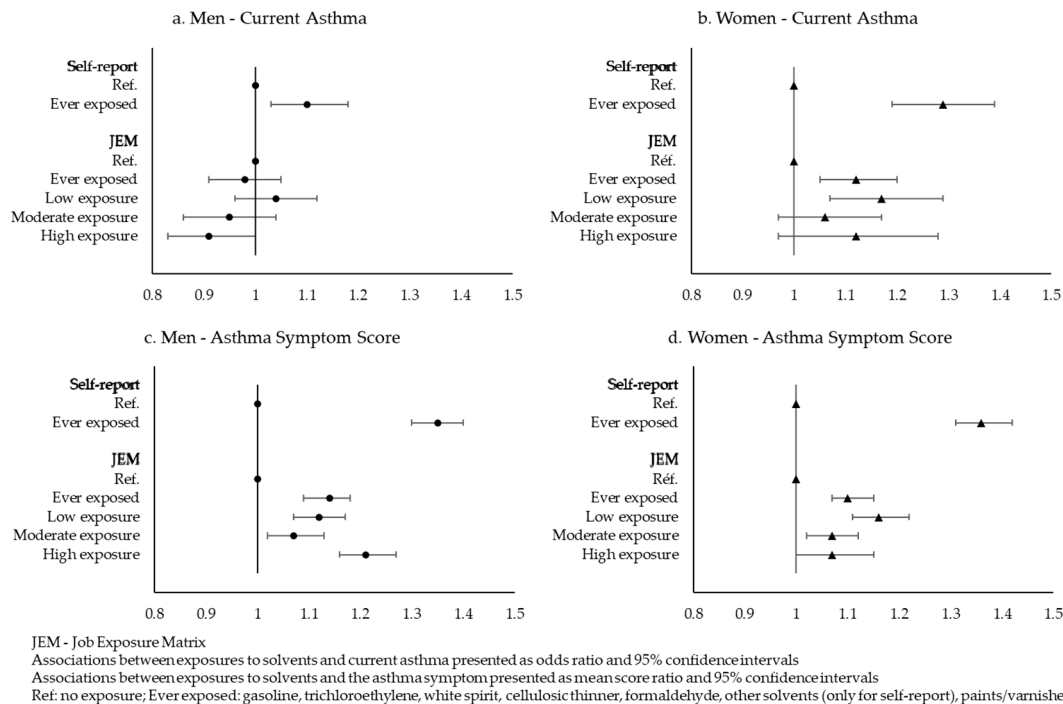 a. Men - Current Asthma
Self-report
Ref.
Ever exposed
JEM
Ref.
Ever exposed
Low exposure
Moderate exposure
High exposure
0.8 0.9 1 1.1 1.2 1.3 1.4 1.5
b. Women - Current Asthma
Self-report
Ref.
Ever exposed
JEM
Réf.
Ever exposed
Low exposure
Moderate exposure
High exposure
0.8 0.9 1 1.1 1.2 1.3 1.4 1.5
c. Men - Asthma Symptom Score
Self-report
Ref.
Ever exposed
JEM
Ref.
Ever exposed
Low exposure
Moderate exposure
High exposure
0.8 0.9 1 1.1 1.2 1.3 1.4 1.5
d. Women - Asthma Symptom Score
Self-report
Ref.
Ever exposed
JEM
Réf.
Ever exposed
Low exposure
Moderate exposure
High exposure
0.8 0.9 1 1.1 1.2 1.3 1.4 1.5
JEM - Job Exposure Matrix
Associations between exposures to solvents and current asthma presented as odds ratio and 95% confidence intervals
Associations between exposures to solvents and the asthma symptom presented as mean score ratio and 95% confidence intervals
Ref: no exposure; Ever exposed: gasoline, trichloroethylene, white spirit, cellulosic thinner, formaldehyde, other solvents (only for self-report), paints/varnishe